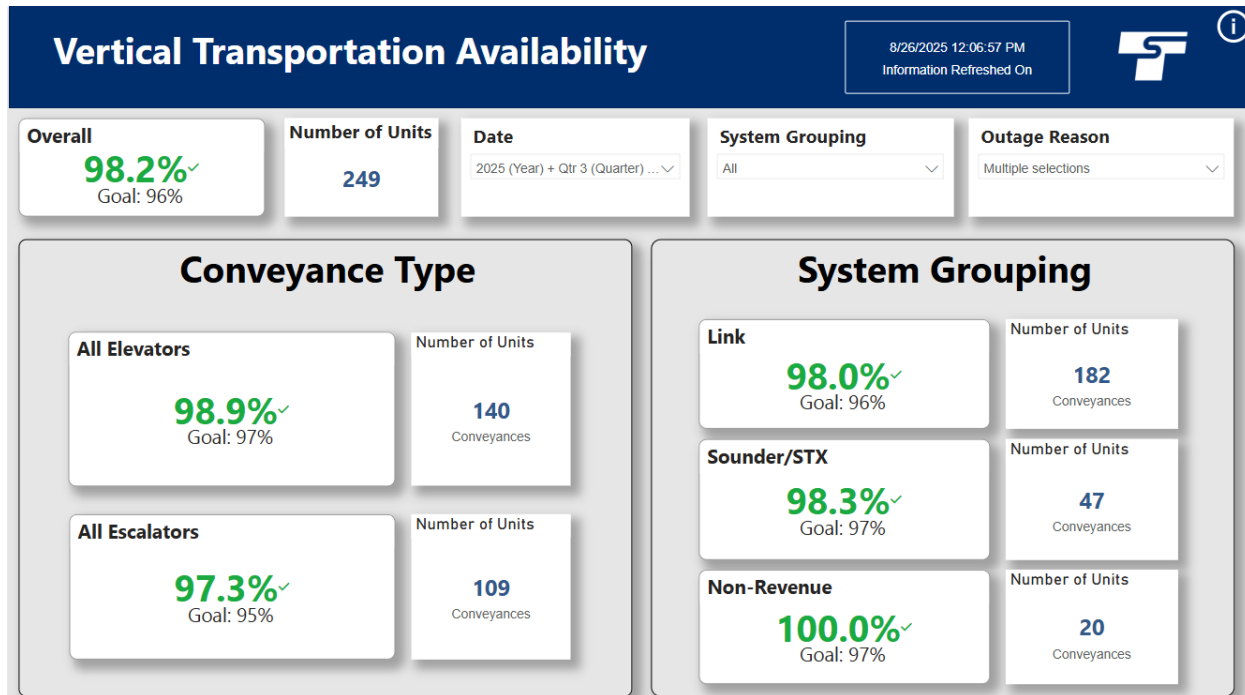 Vertical Transportation Availability
8/26/2025 12:06:57 PM
Information Refreshed On
ST
i
Overall
98.2%
Goal: 96%
Number of Units
249
Date
2025 (Year) + Qtr 3 (Quarter) ...
System Grouping
All
Outage Reason
Multiple selections
Conveyance Type
All Elevators
98.9%
Goal: 97%
Number of Units
140
Conveyances
All Escalators
97.3%
Goal: 95%
Number of Units
109
Conveyances
System Grouping
Link
98.0%
Goal: 96%
Number of Units
182
Conveyances
Sounder/STX
98.3%
Goal: 97%
Number of Units
47
Conveyances
Non-Revenue
100.0%
Goal: 97%
Number of Units
20
Conveyances